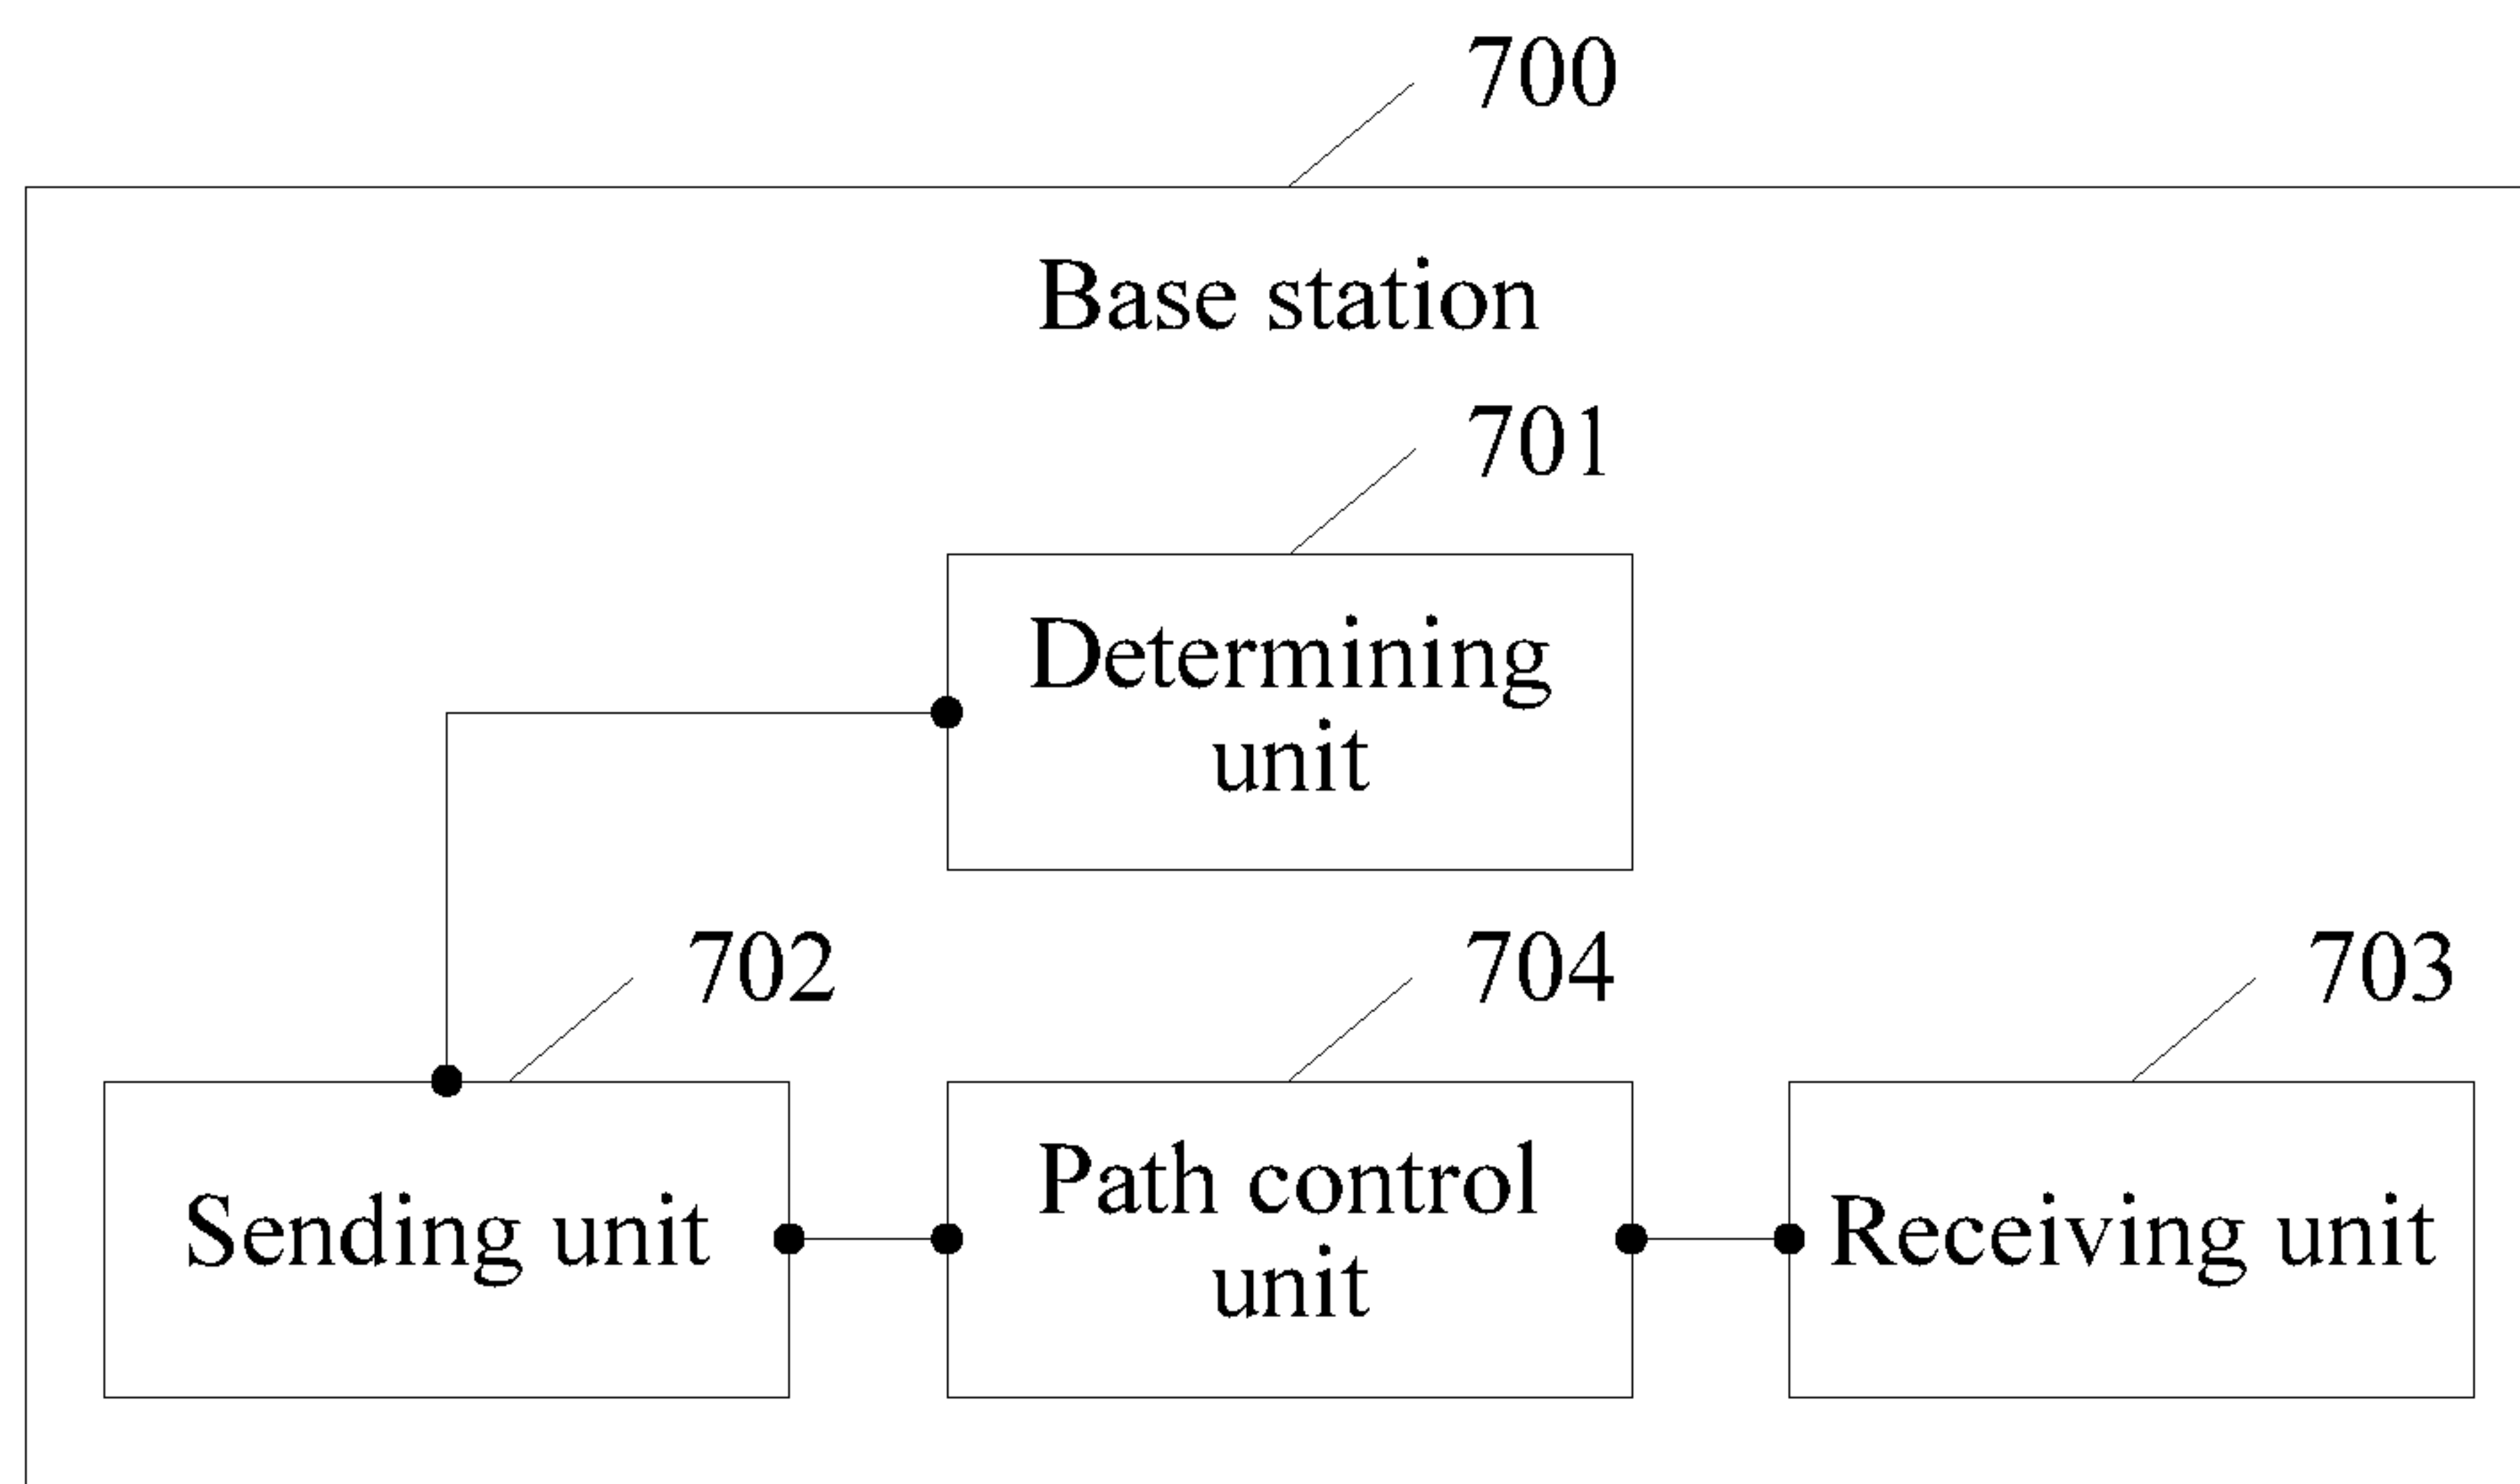 700
Base station
701
Determining
unit
702
704
703
Sending unit
Path control
unit
Receiving unit